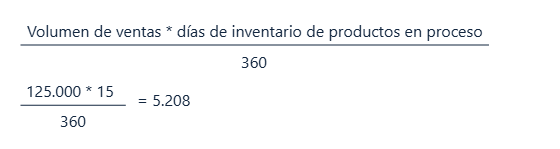 Volumen de ventas * días de inventario de productos en proceso
360
125.000 * 15
= 5.208
360